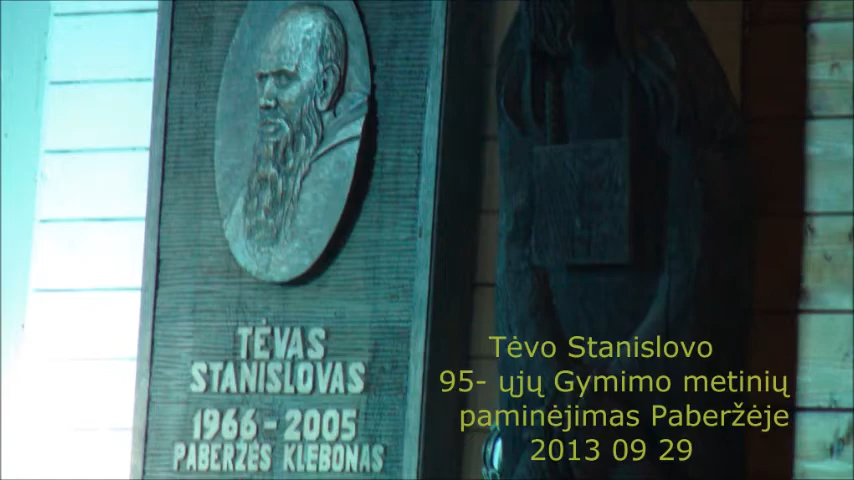 TĖVAS
STANISLOVAS
1966-2005
PABERŽĖS KLEBONAS
Tėvo Stanislovo
95- ųjų Gymimo metinių
paminėjimas Paberžėje
2013 09 29